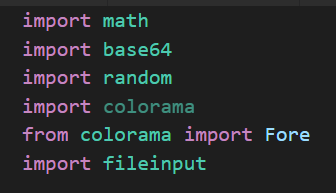 import math
import base64
import random
import colorama
from colorama import Fore
import fileinput